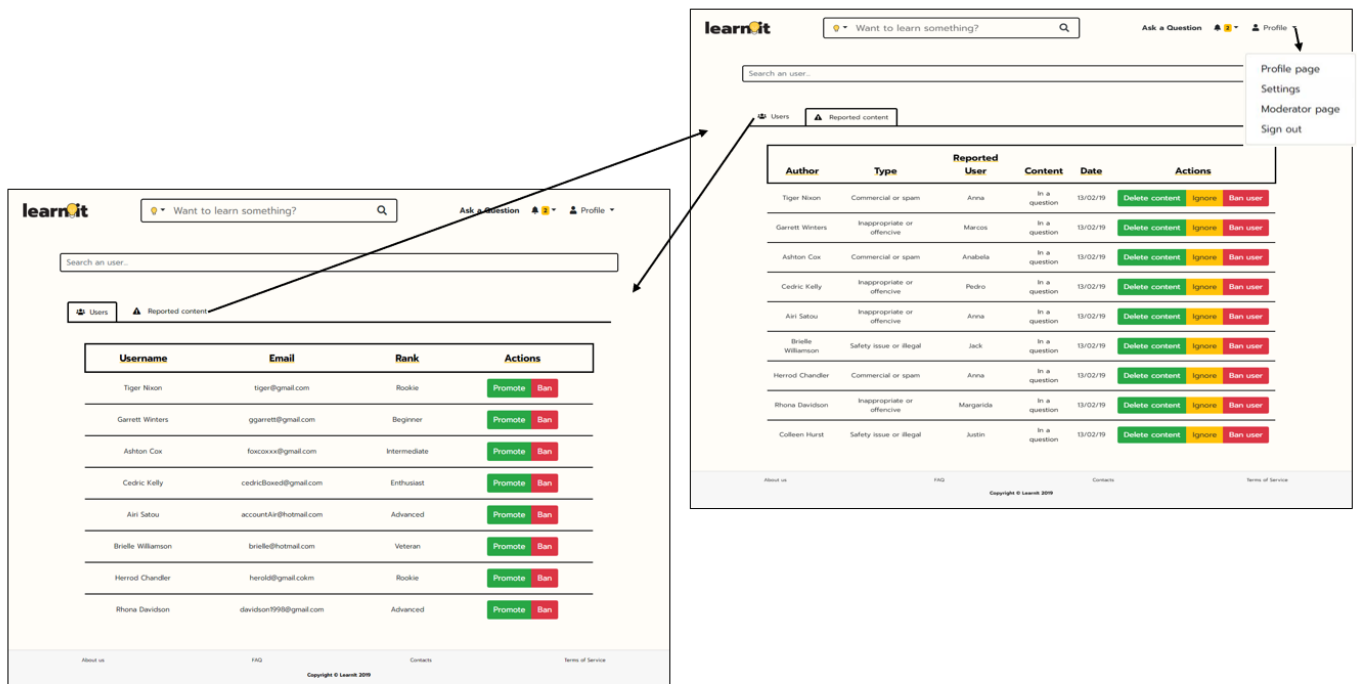 learnit
Want to learn something?
Ask a Question 2 Profile
Search an user..
Users Reported content
Username Email Rank Actions
Tiger Nixon tiger@gmail.com Rookie Promote Ban
Garrett Winters ggarrett@gmail.com Beginner Promote Ban
Ashton Cox foxcoxxx@gmail.com Intermediate Promote Ban
Cedric Kelly cedricBoxed@gmail.com Enthusiast Promote Ban
Airi Satou accountAir@hotmail.com Advanced Promote Ban
Brielle Williamson brielle@hotmail.com Veteran Promote Ban
Herrod Chandler herold@gmail.cokm Rookie Promote Ban
Rhona Davidson davidson1998@gmail.com Advanced Promote Ban
About us FAQ Contacts Terms of Service
Copyright © LearnIt 2019
learnit
Want to learn something?
Ask a Question 2 Profile
Profile page
Settings
Moderator page
Sign out
Search an user..
Users Reported content
Author Type Reported User Content Date Actions
Tiger Nixon Commercial or spam Anna In a question 13/02/19 Delete content Ignore Ban user
Garrett Winters Inappropriate or offencive Marcos In a question 13/02/19 Delete content Ignore Ban user
Ashton Cox Commercial or spam Anabela In a question 13/02/19 Delete content Ignore Ban user
Cedric Kelly Inappropriate or offencive Pedro In a question 13/02/19 Delete content Ignore Ban user
Airi Satou Inappropriate or offencive Anna In a question 13/02/19 Delete content Ignore Ban user
Brielle Williamson Safety issue or illegal Jack In a question 13/02/19 Delete content Ignore Ban user
Herrod Chandler Commercial or spam Anna In a question 13/02/19 Delete content Ignore Ban user
Rhona Davidson Inappropriate or offencive Margarida In a question 13/02/19 Delete content Ignore Ban user
Colleen Hurst Safety issue or illegal Justin In a question 13/02/19 Delete content Ignore Ban user
About us FAQ Contacts Terms of Service
Copyright © LearnIt 2019